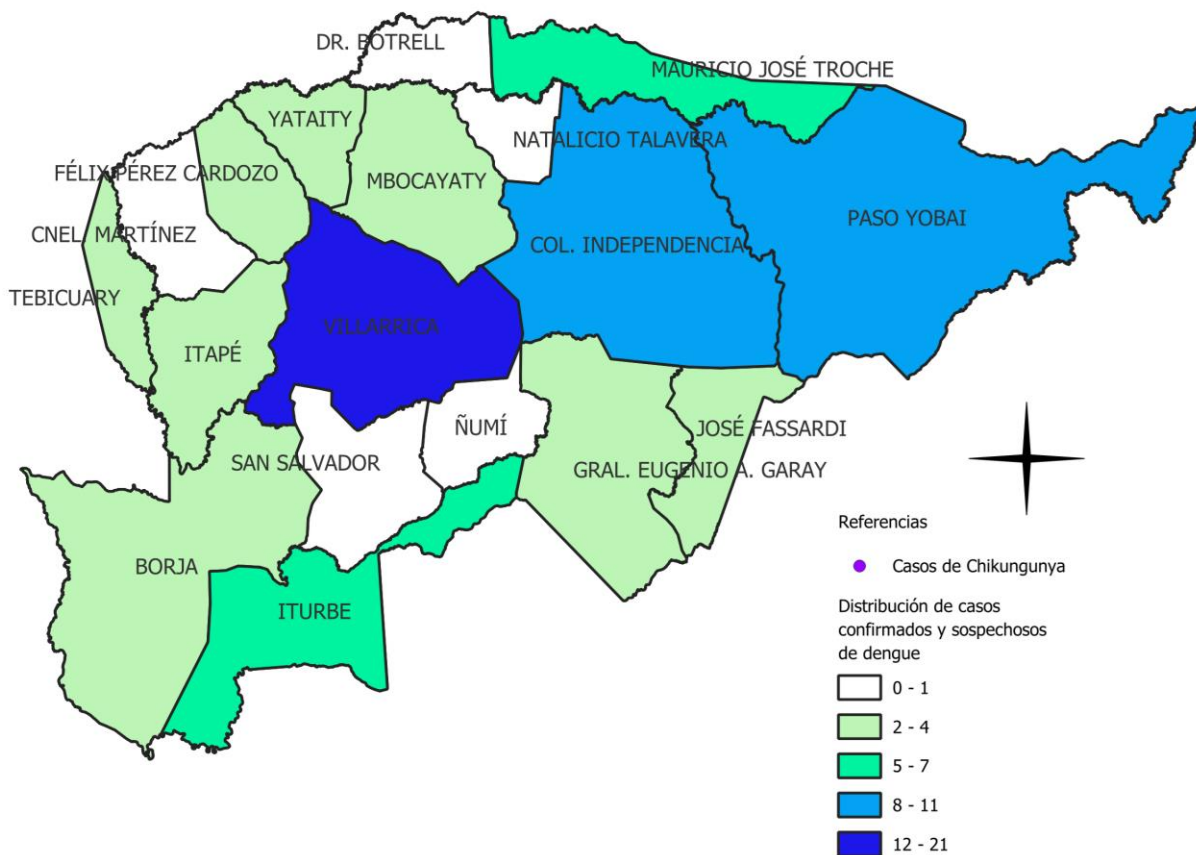 DR. BOTRELL
MAURICIO JOSÉ TROCHE
YATAITY
NATALICIO TALAVERA
FÉLIX PÉREZ CARDOZO
MBOCAYATY
PASO YOBAI
CNEL. MARTÍNEZ
COL. INDEPENDENCIA
TEBICUARY
VILLARRICA
ITAPÉ
ÑUMÍ
JOSÉ FASSARDI
SAN SALVADOR
GRAL. EUGENIO A. GARAY
BORJA
ITURBE
Referencias
Casos de Chikungunya
Distribución de casos
confirmados y sospechosos
de dengue
0 - 1
2 - 4
5 - 7
8 - 11
12 - 21